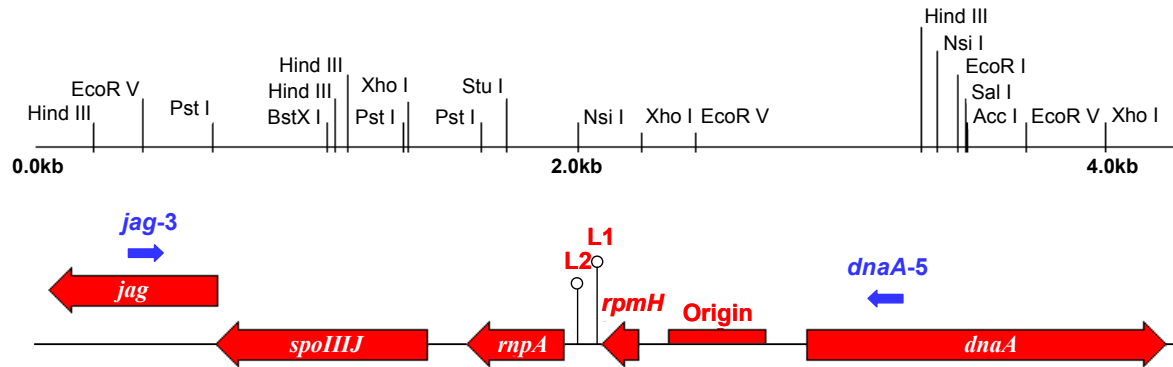 Hind III
Nsi I
Hind III
EcoR I
EcoR V
Xho I
Stu I
Hind III
Sal I
Hind III
Pst I
BstX I
Pst I
Pst I
Nsi I
Xho I
EcoR V
Acc I
EcoR V
Xho I
0.0kb
2.0kb
4.0kb
jag-3
L1
L2
dnaA-5
jag
rpmH
Origin
spoIIIJ
rnpA
dnaA